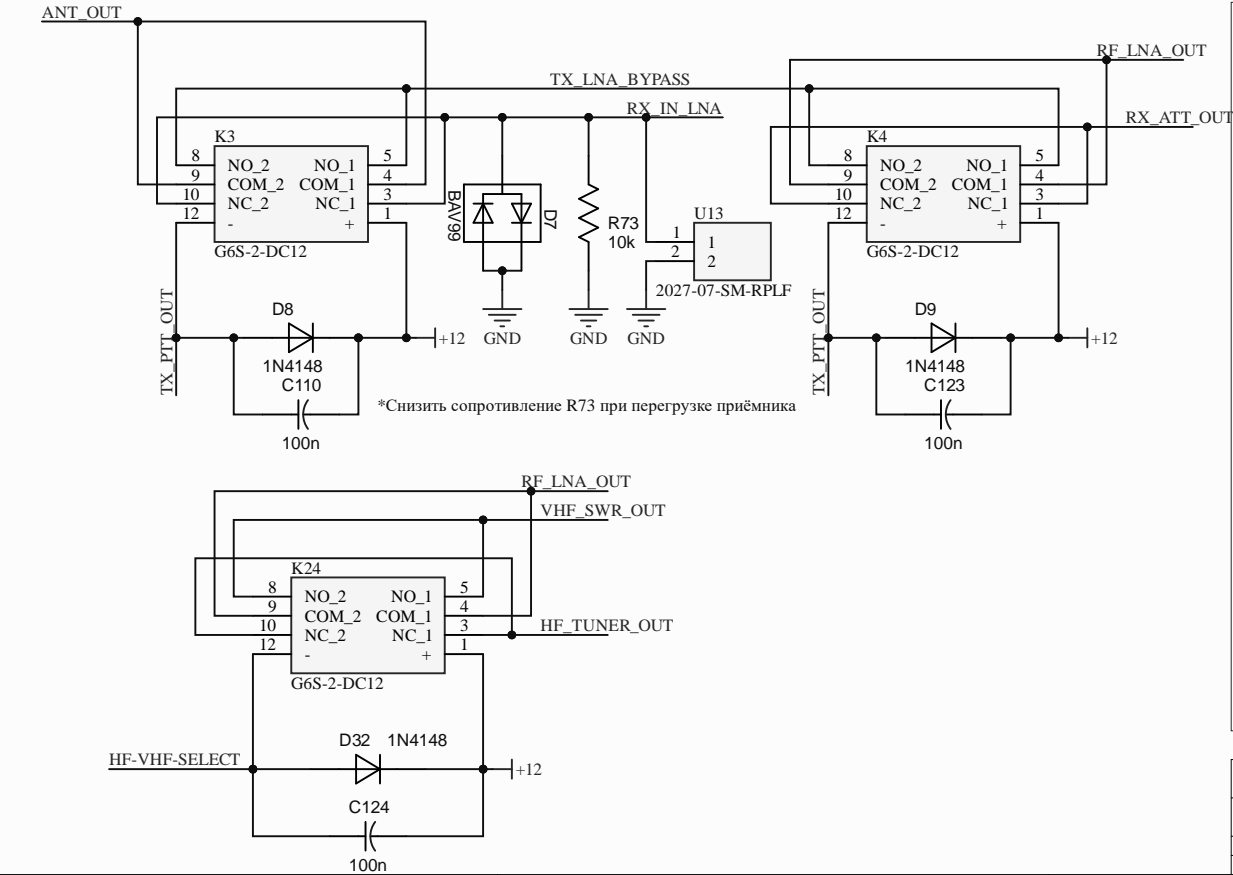 ANT_OUT
TX_LNA_BYPASS
RX_IN_LNA
K3
8 NO_2 NO_1 5
9 COM_2 COM_1 4
10 NC_2 NC_1 3
12 - + 1
G6S-2-DC12
TX_PTT_OUT
D8
1N4148
C110
100n
+12
BAV99
D7
GND
R73
10k
GND
U13
1 1
2 2
2027-07-SM-RPLF
GND
*Снизить сопротивление R73 при перегрузке приёмника
RF_LNA_OUT
RX_ATT_OUT
K4
8 NO_2 NO_1 5
9 COM_2 COM_1 4
10 NC_2 NC_1 3
12 - + 1
G6S-2-DC12
TX_PTT_OUT
D9
1N4148
C123
100n
+12
RF_LNA_OUT
VHF_SWR_OUT
K24
8 NO_2 NO_1 5
9 COM_2 COM_1 4
10 NC_2 NC_1 3
12 - + 1
G6S-2-DC12
HF_TUNER_OUT
HF-VHF-SELECT
D32 1N4148
+12
C124
100n